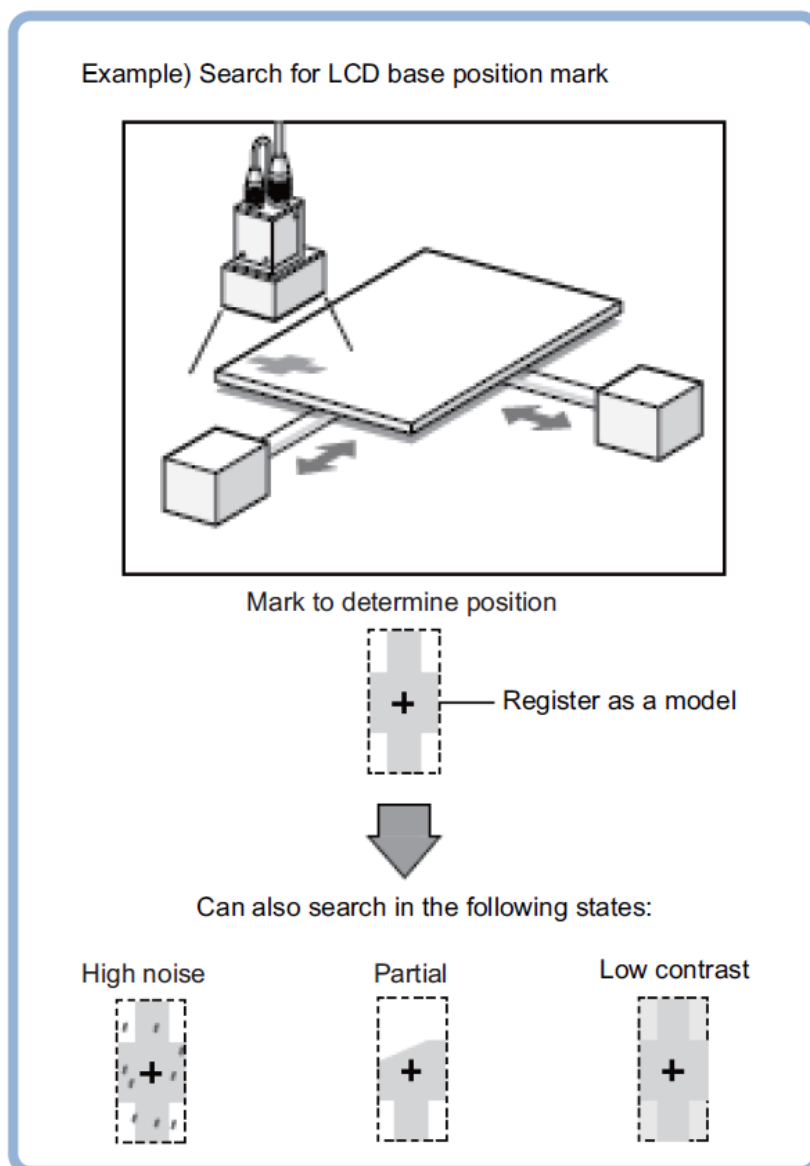 Example) Search for LCD base position mark
Mark to determine position
Register as a model
Can also search in the following states:
High noise
Partial
Low contrast